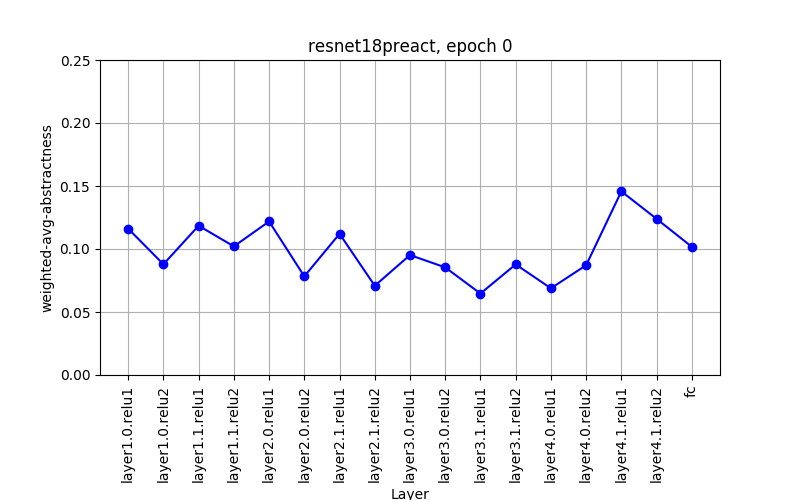 resnet18preact, epoch 0
weighted-avg-abstractness
0.25
0.20
0.15
0.10
0.05
0.00
layer1.0.relu1
layer1.0.relu2
layer1.1.relu1
layer1.1.relu2
layer2.0.relu1
layer2.0.relu2
layer2.1.relu1
layer2.1.relu2
layer3.0.relu1
layer3.0.relu2
layer3.1.relu1
layer3.1.relu2
layer4.0.relu1
layer4.0.relu2
layer4.1.relu1
layer4.1.relu2
fc
Layer